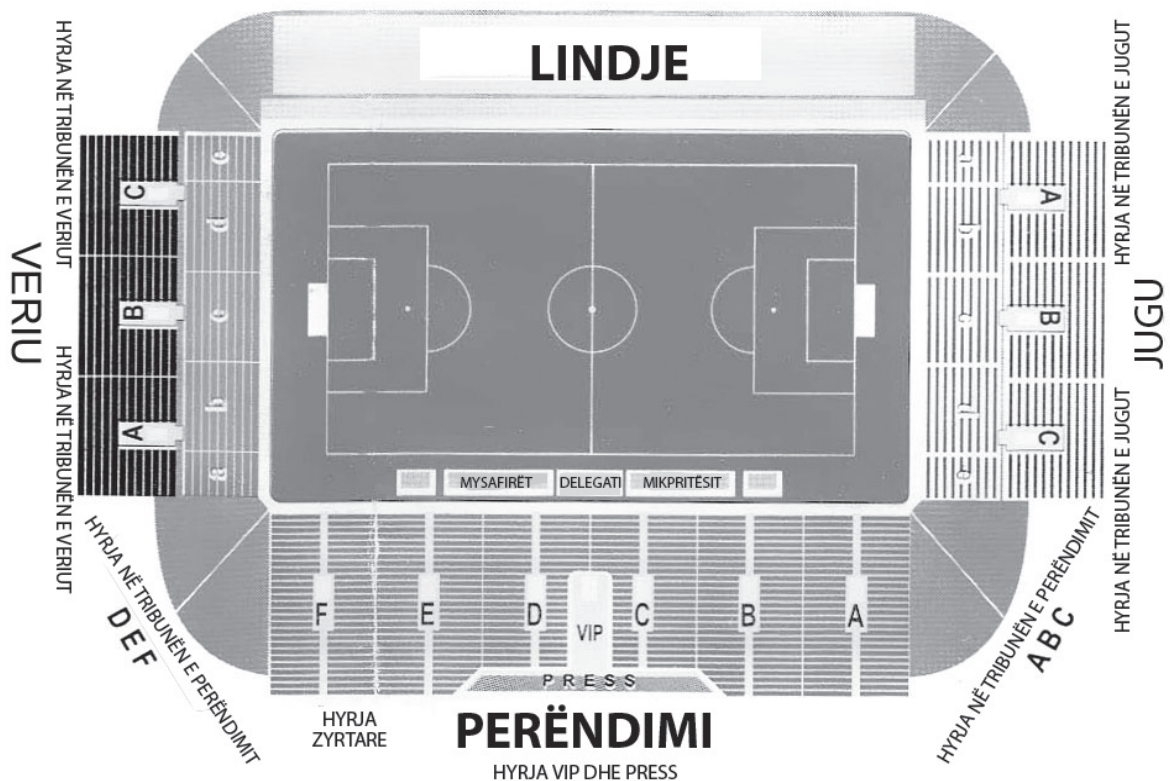 LINDJE
HYRJA NË TRIBUNËN E VERIUT
HYRJA NË TRIBUNËN E JUGUT
C
e
d
c
b
a
B
A
VERIU
HYRJA NË TRIBUNËN E VERIUT
a
b
c
d
e
A
B
C
JUGU
HYRJA NË TRIBUNËN E JUGUT
MYSAFIRËT
DELEGATI
MIKPRITËSIT
HYRJA NË TRIBUNËN E PERËNDIMIT
DEF
F
E
D
VIP
C
B
A
PRESS
HYRJA NË TRIBUNËN E PERËNDIMIT
ABC
HYRJA
ZYRTARE
PERËNDIMI
HYRJA VIP DHE PRESS